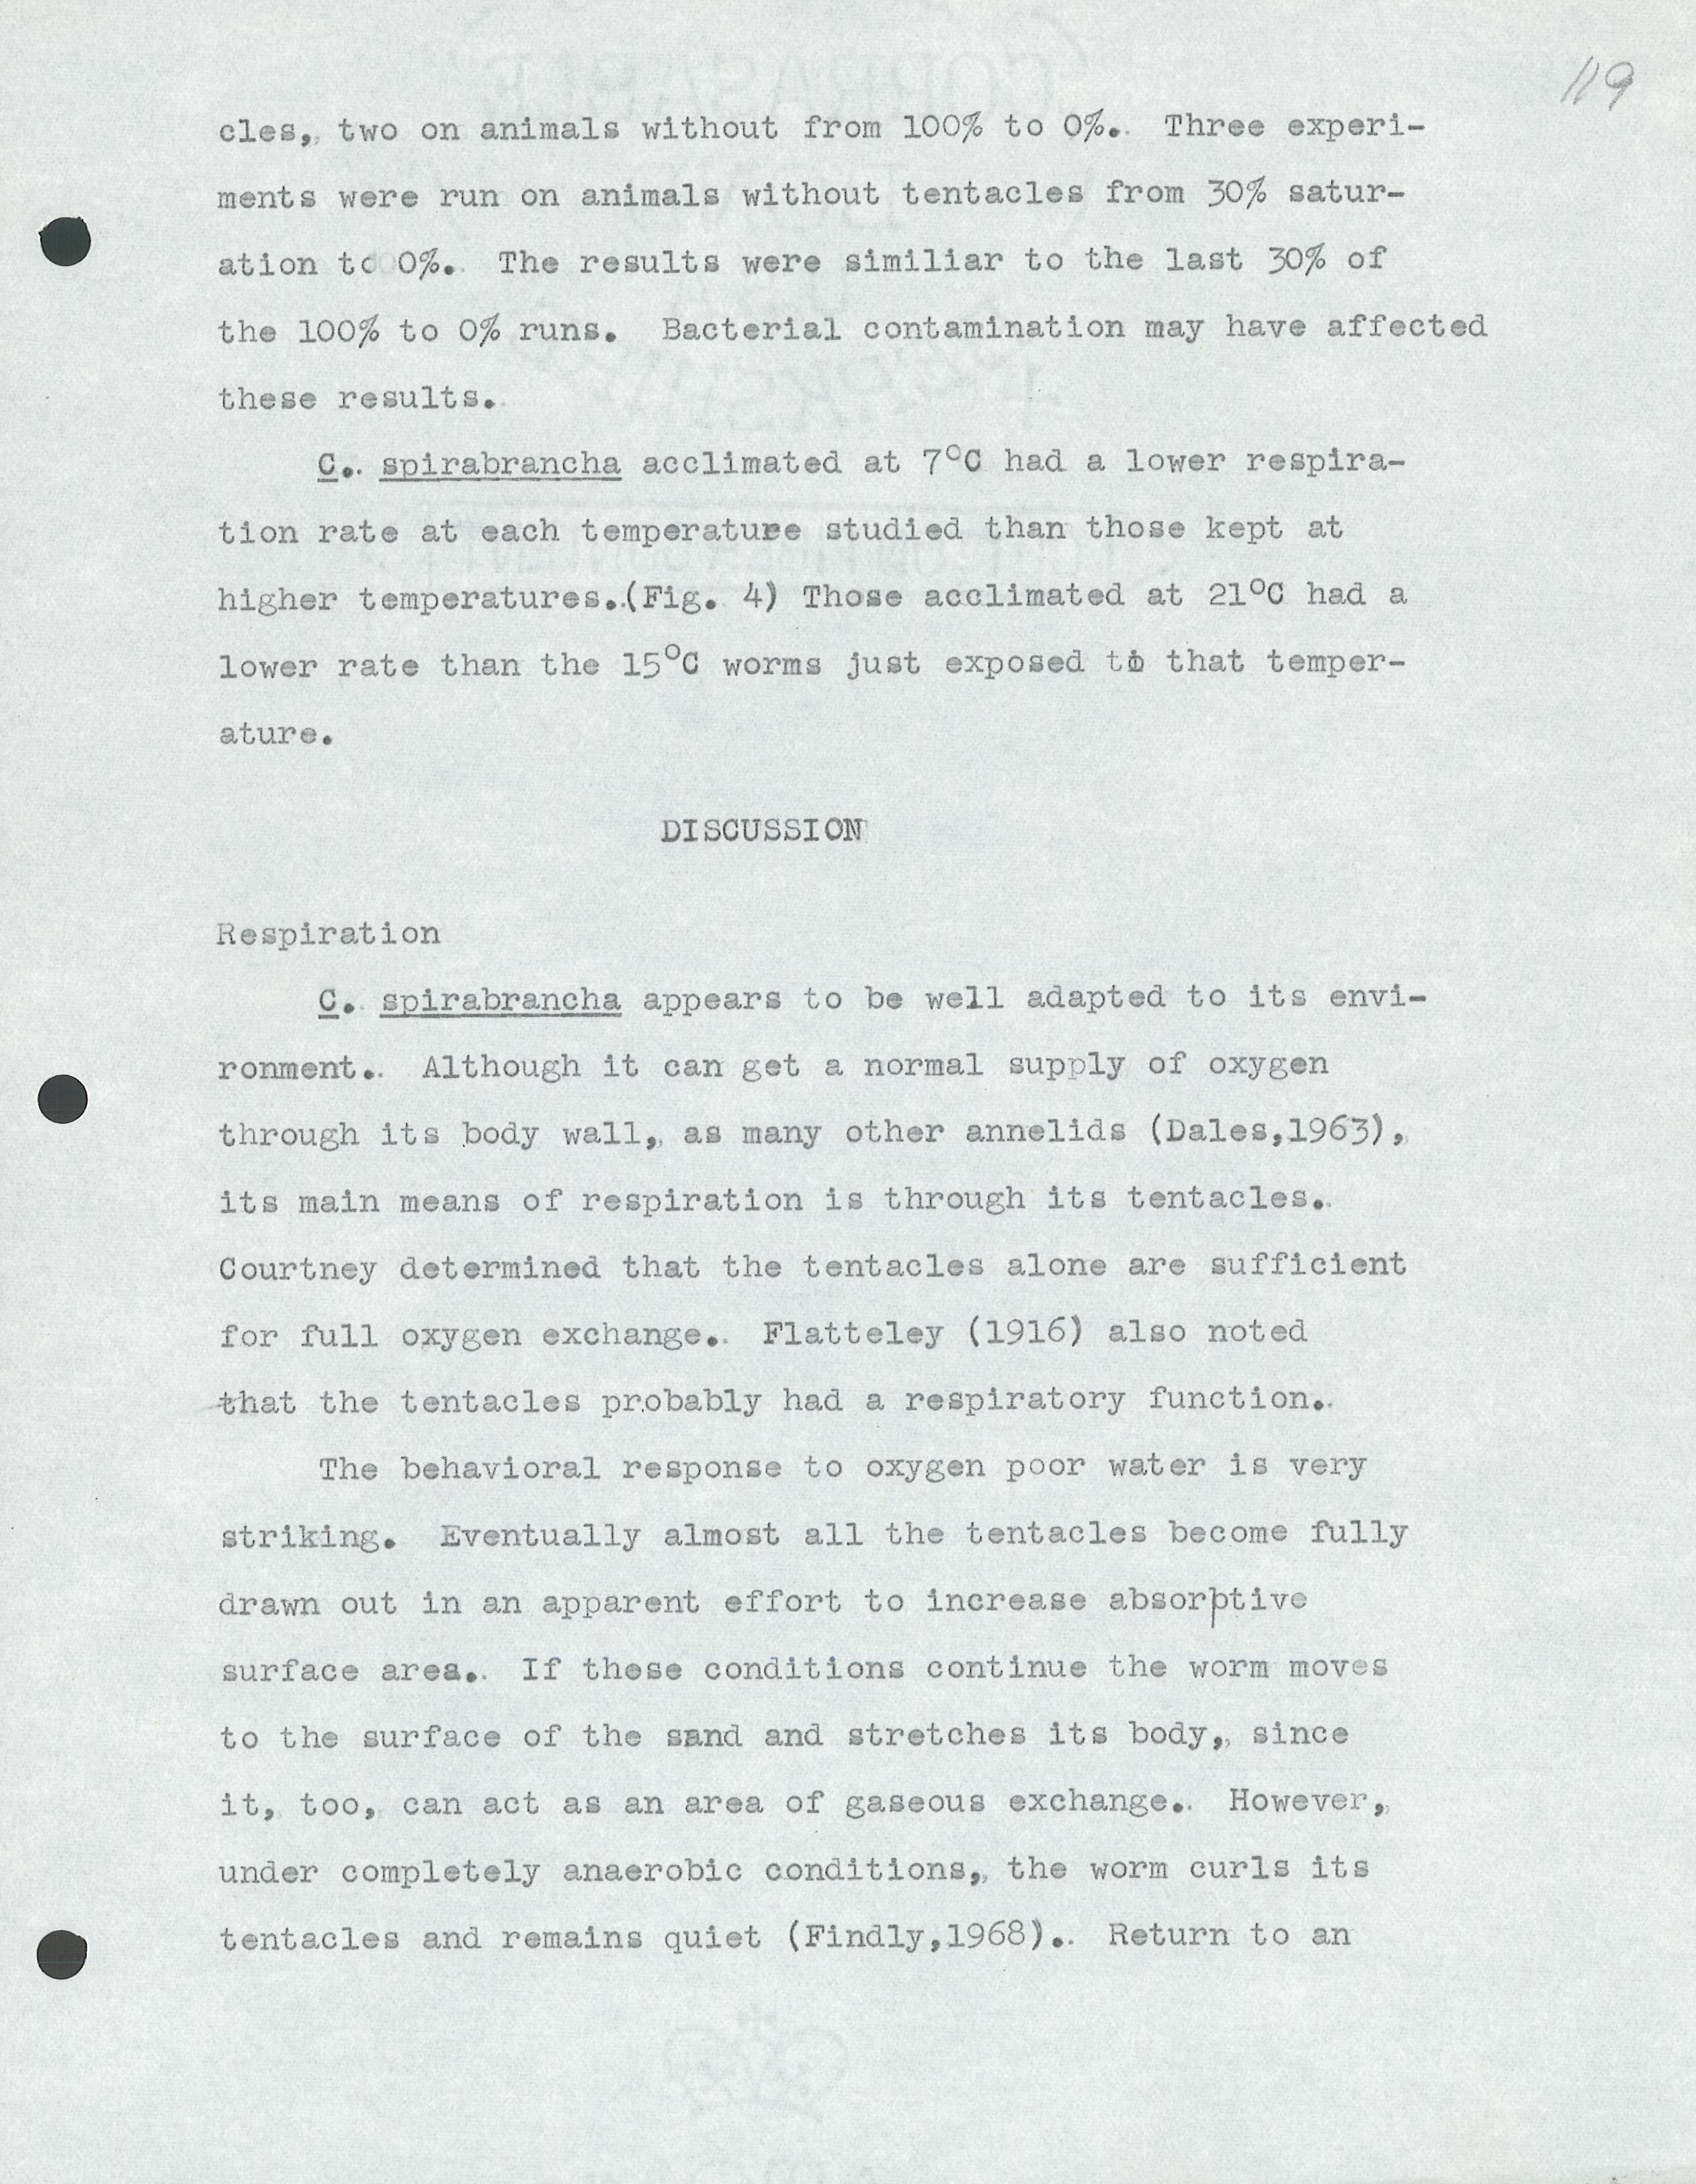 119
cles, two on animals without from 100% to 0%. Three experi-
ments were run on animals without tentacles from 30% satur-
ation to 0%. The results were similiar to the last 30% of
the 100% to 0% runs. Bacterial contamination may have affected
these results.
C. spirabrancha acclimated at 7°C had a lower respira-
tion rate at each temperature studied than those kept at
higher temperatures.(Fig. 4) Those acclimated at 21°C had a
lower rate than the 15°C worms just exposed to that temper-
ature.
DISCUSSION
Respiration
C. spirabrancha appears to be well adapted to its envi-
ronment. Although it can get a normal supply of oxygen
through its body wall, as many other annelids (Dales,1963),
its main means of respiration is through its tentacles.
Courtney determined that the tentacles alone are sufficient
for full oxygen exchange. Flatteley (1916) also noted
that the tentacles probably had a respiratory function.
The behavioral response to oxygen poor water is very
striking. Eventually almost all the tentacles become fully
drawn out in an apparent effort to increase absorptive
surface area. If these conditions continue the worm moves
to the surface of the sand and stretches its body, since
it, too, can act as an area of gaseous exchange. However,
under completely anaerobic conditions, the worm curls its
tentacles and remains quiet (Findly,1968). Return to an